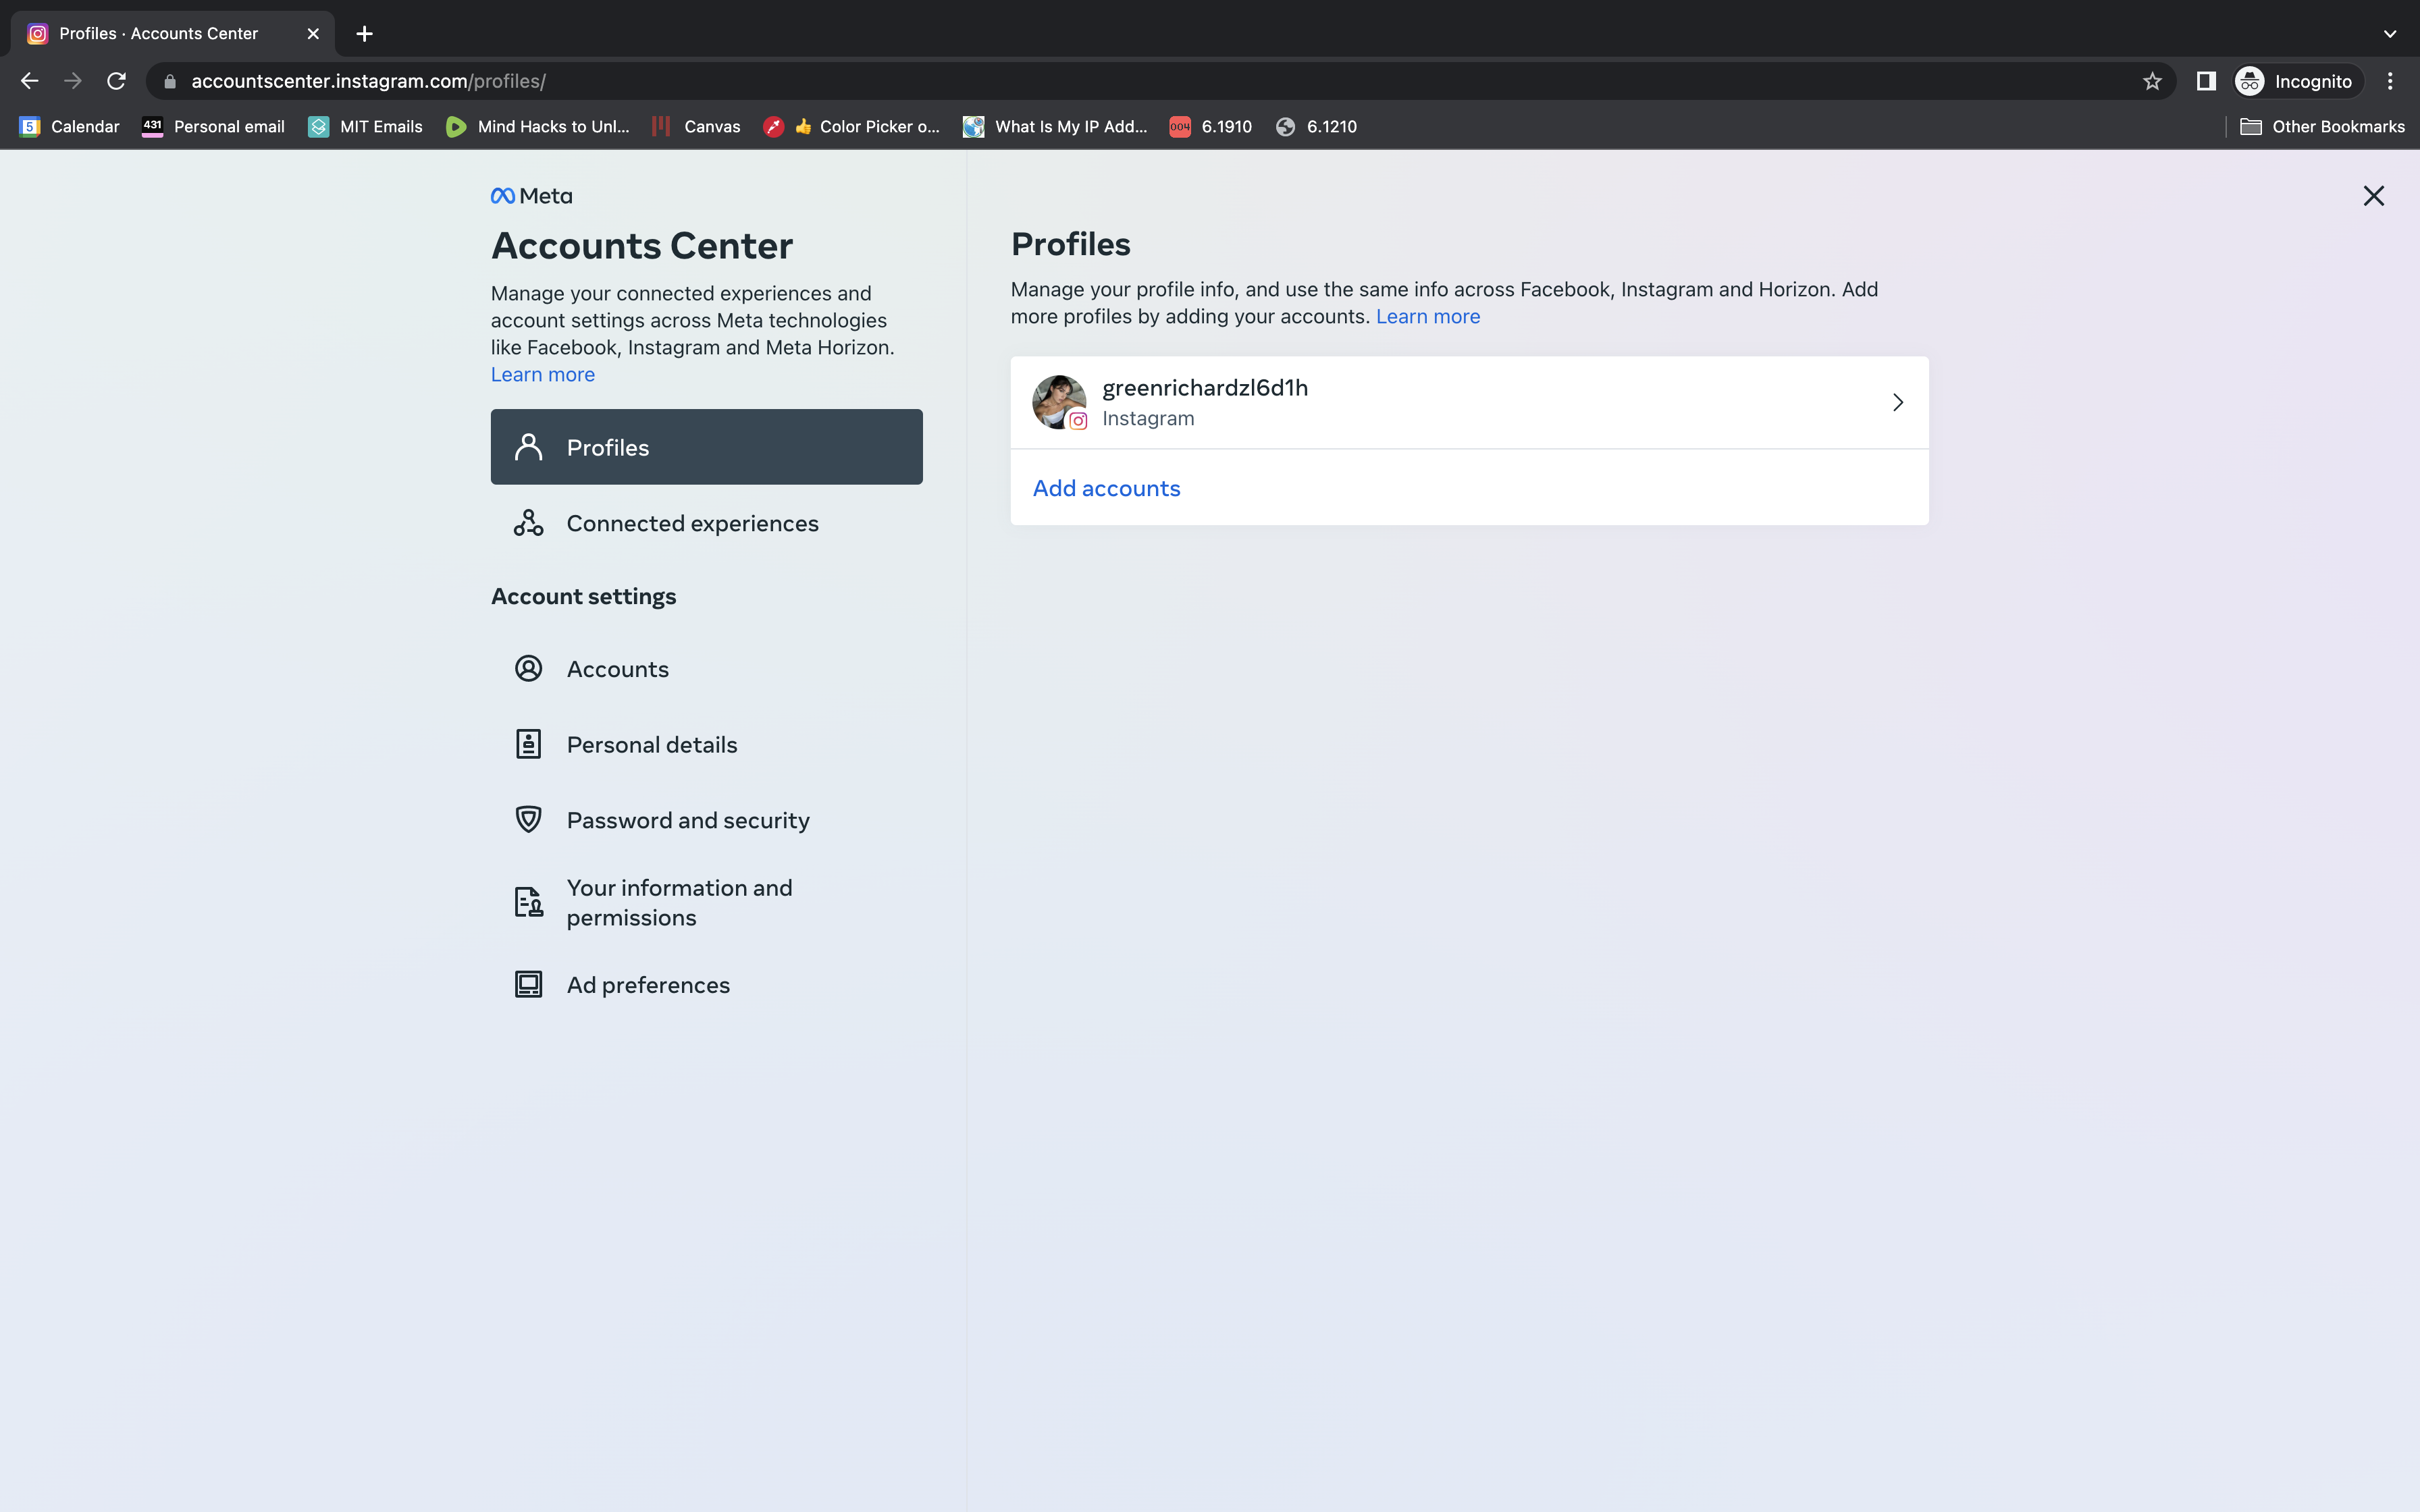 Profiles · Accounts Center
accountscenter.instagram.com/profiles/
Incognito
5 Calendar
431 Personal email
MIT Emails
Mind Hacks to Unl...
Canvas
👍 Color Picker o...
What Is My IP Add...
004 6.1910
6.1210
Other Bookmarks
Meta
Accounts Center
Manage your connected experiences and
account settings across Meta technologies
like Facebook, Instagram and Meta Horizon.
Learn more
Profiles
Connected experiences
Account settings
Accounts
Personal details
Password and security
Your information and
permissions
Ad preferences
Profiles
Manage your profile info, and use the same info across Facebook, Instagram and Horizon. Add
more profiles by adding your accounts. Learn more
greenrichardzl6d1h
Instagram
Add accounts